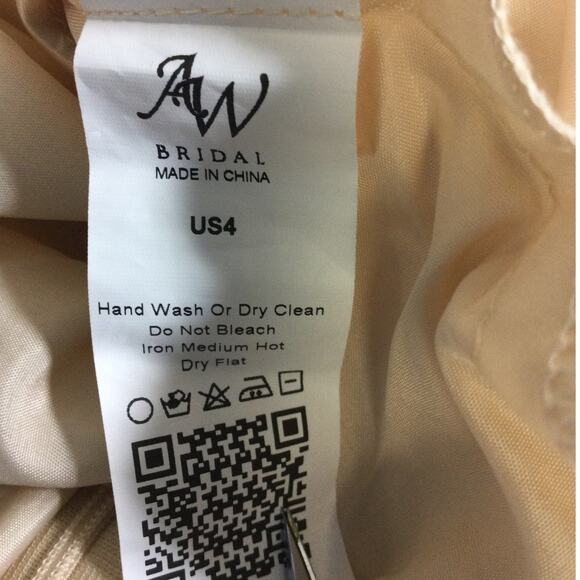 AW
BRIDAL
MADE IN CHINA
US4
Hand Wash Or Dry Clean
Do Not Bleach
Iron Medium Hot
Dry Flat